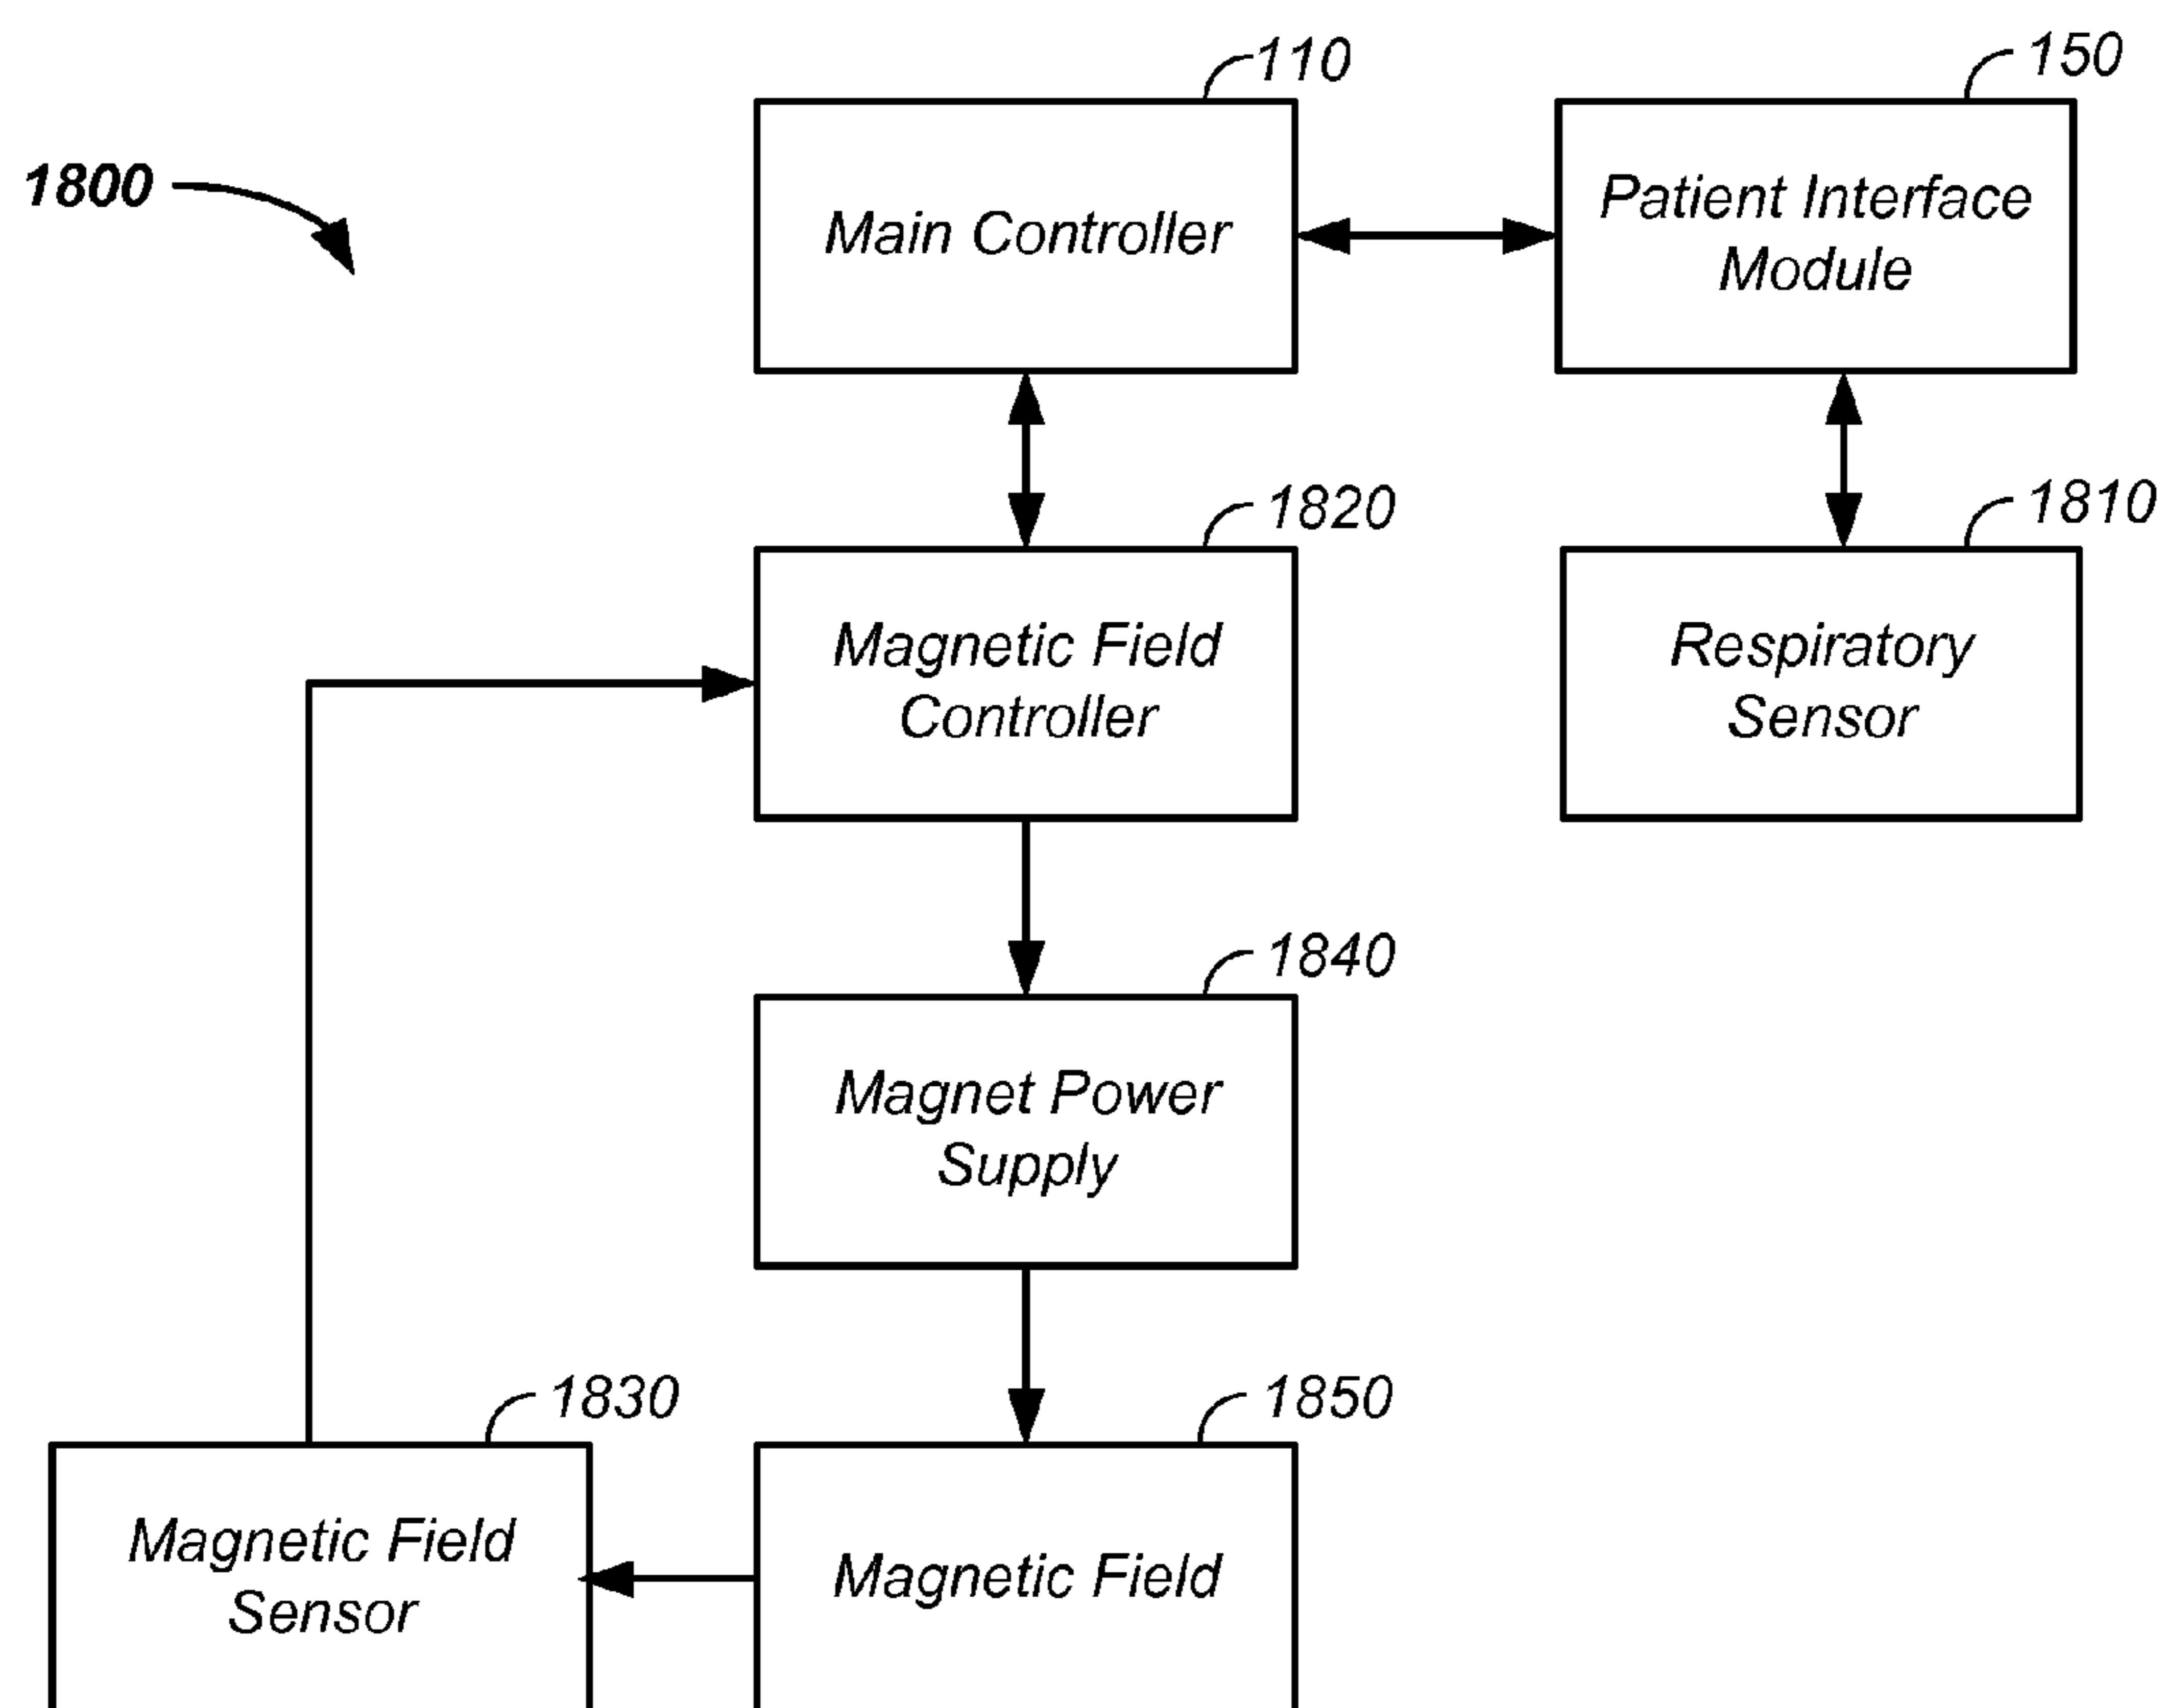 110
150
1800
Main Controller
Patient Interface
Module
1820
1810
Magnetic Field
Controller
Respiratory
Sensor
1840
Magnet Power
Supply
1830
1850
Magnetic Field
Sensor
Magnetic Field